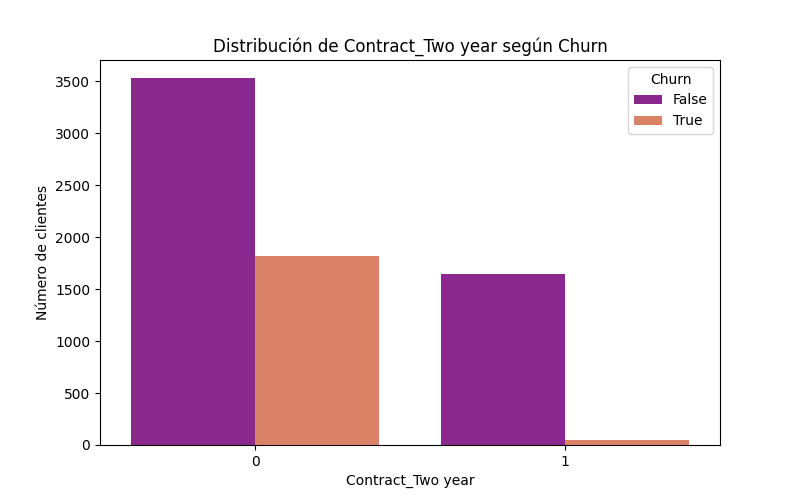 Distribución de Contract_Two year según Churn
Churn
False
True
3500
3000
2500
2000
1500
1000
500
0
Número de clientes
0
1
Contract_Two year